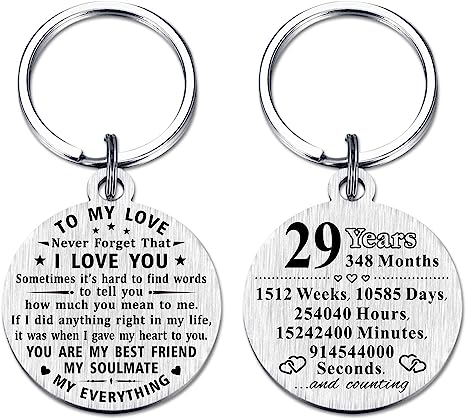 TO MY LOVE
Never Forget That
I LOVE YOU
Sometimes it's hard to find words
to tell you
how much you mean to me.
If I did anything right in my life,
it was when I gave my heart to you.
YOU ARE MY BEST FRIEND
MY SOULMATE
MY EVERYTHING
29 Years
348 Months
1512 Weeks, 10585 Days,
254040 Hours,
15242400 Minutes,
914544000
Seconds,
...and counting